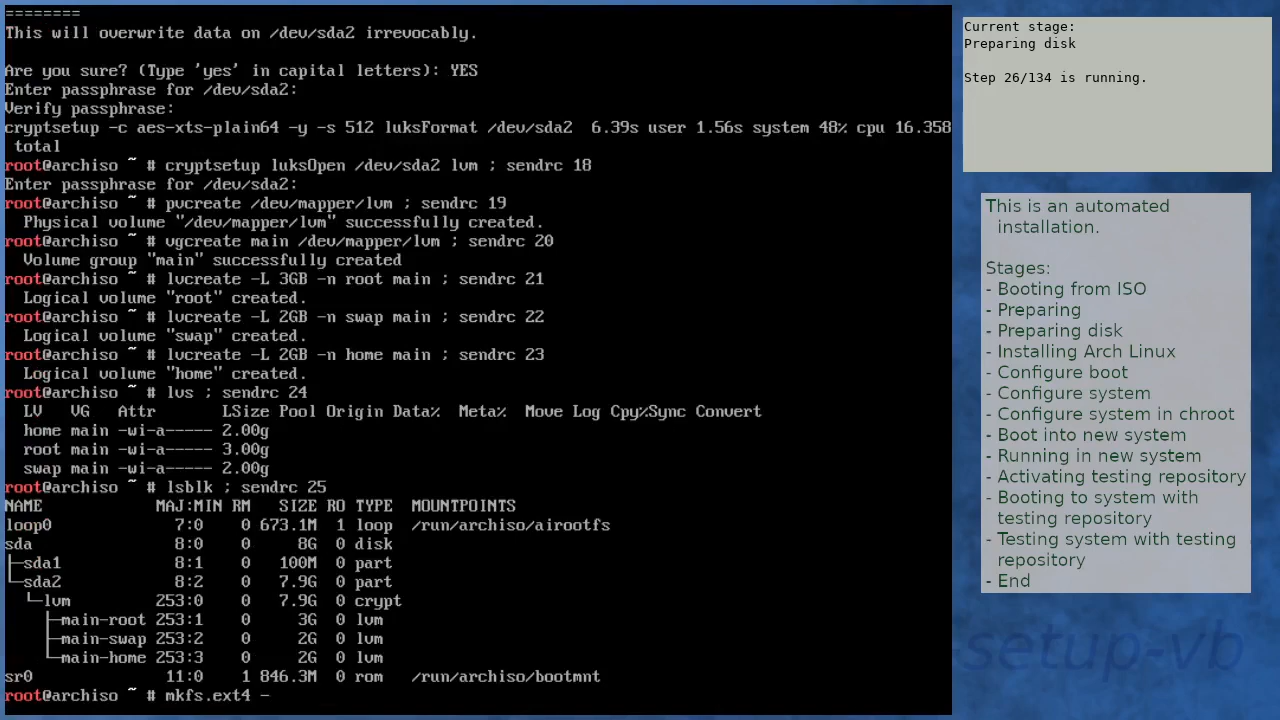 ========
This will overwrite data on /dev/sda2 irrevocably.
Are you sure? (Type 'yes' in capital letters): YES
Enter passphrase for /dev/sda2:
Verify passphrase:
cryptsetup -c aes-xts-plain64 -y -s 512 luksFormat /dev/sda2  6.39s user 1.56s system 48% cpu 16.358
 total
root@archiso ~ # cryptsetup luksOpen /dev/sda2 lvm ; sendrc 18
Enter passphrase for /dev/sda2:
root@archiso ~ # pvcreate /dev/mapper/lvm ; sendrc 19
  Physical volume "/dev/mapper/lvm" successfully created.
root@archiso ~ # vgcreate main /dev/mapper/lvm ; sendrc 20
  Volume group "main" successfully created
root@archiso ~ # lvcreate -L 3GB -n root main ; sendrc 21
  Logical volume "root" created.
root@archiso ~ # lvcreate -L 2GB -n swap main ; sendrc 22
  Logical volume "swap" created.
root@archiso ~ # lvcreate -L 2GB -n home main ; sendrc 23
  Logical volume "home" created.
root@archiso ~ # lvs ; sendrc 24
  LV   VG   Attr       LSize Pool Origin Data%  Meta%  Move Log Cpy%Sync Convert
  home main -wi-a----- 2.00g
  root main -wi-a----- 3.00g
  swap main -wi-a----- 2.00g
root@archiso ~ # lsblk ; sendrc 25
NAME            MAJ:MIN RM   SIZE RO TYPE  MOUNTPOINTS
loop0             7:0    0 673.1M  1 loop  /run/archiso/airootfs
sda               8:0    0     8G  0 disk
├─sda1            8:1    0   100M  0 part
└─sda2            8:2    0   7.9G  0 part
  └─lvm         253:0    0   7.9G  0 crypt
    ├─main-root 253:1    0     3G  0 lvm
    ├─main-swap 253:2    0     2G  0 lvm
    └─main-home 253:3    0     2G  0 lvm
sr0              11:0    1 846.3M  0 rom   /run/archiso/bootmnt
root@archiso ~ # mkfs.ext4 -
Current stage:
Preparing disk
Step 26/134 is running.
This is an automated
installation.
Stages:
- Booting from ISO
- Preparing
- Preparing disk
- Installing Arch Linux
- Configure boot
- Configure system
- Configure system in chroot
- Boot into new system
- Running in new system
- Activating testing repository
- Booting to system with
testing repository
- Testing system with testing
repository
- End
-setup-vb